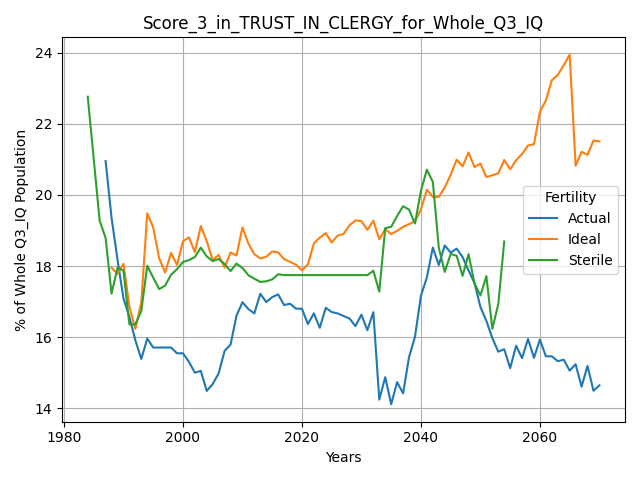 Score_3_in_TRUST_IN_CLERGY_for_Whole_Q3_IQ
% of Whole Q3_IQ Population
24
22
20
18
16
14
Fertility
Actual
Ideal
Sterile
1980
2000
2020
2040
2060
Years